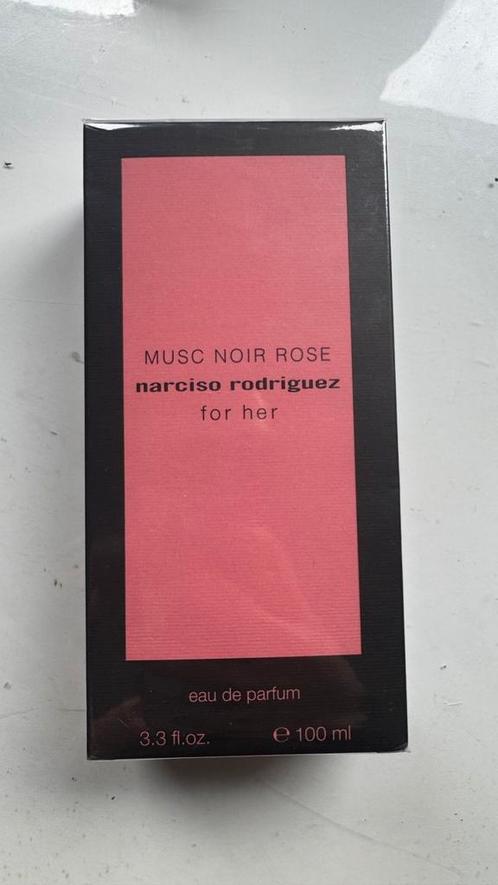 MUSC NOIR ROSE
narciso rodriguez
for her
eau de parfum
3.3 fl.oz. ℮ 100 ml